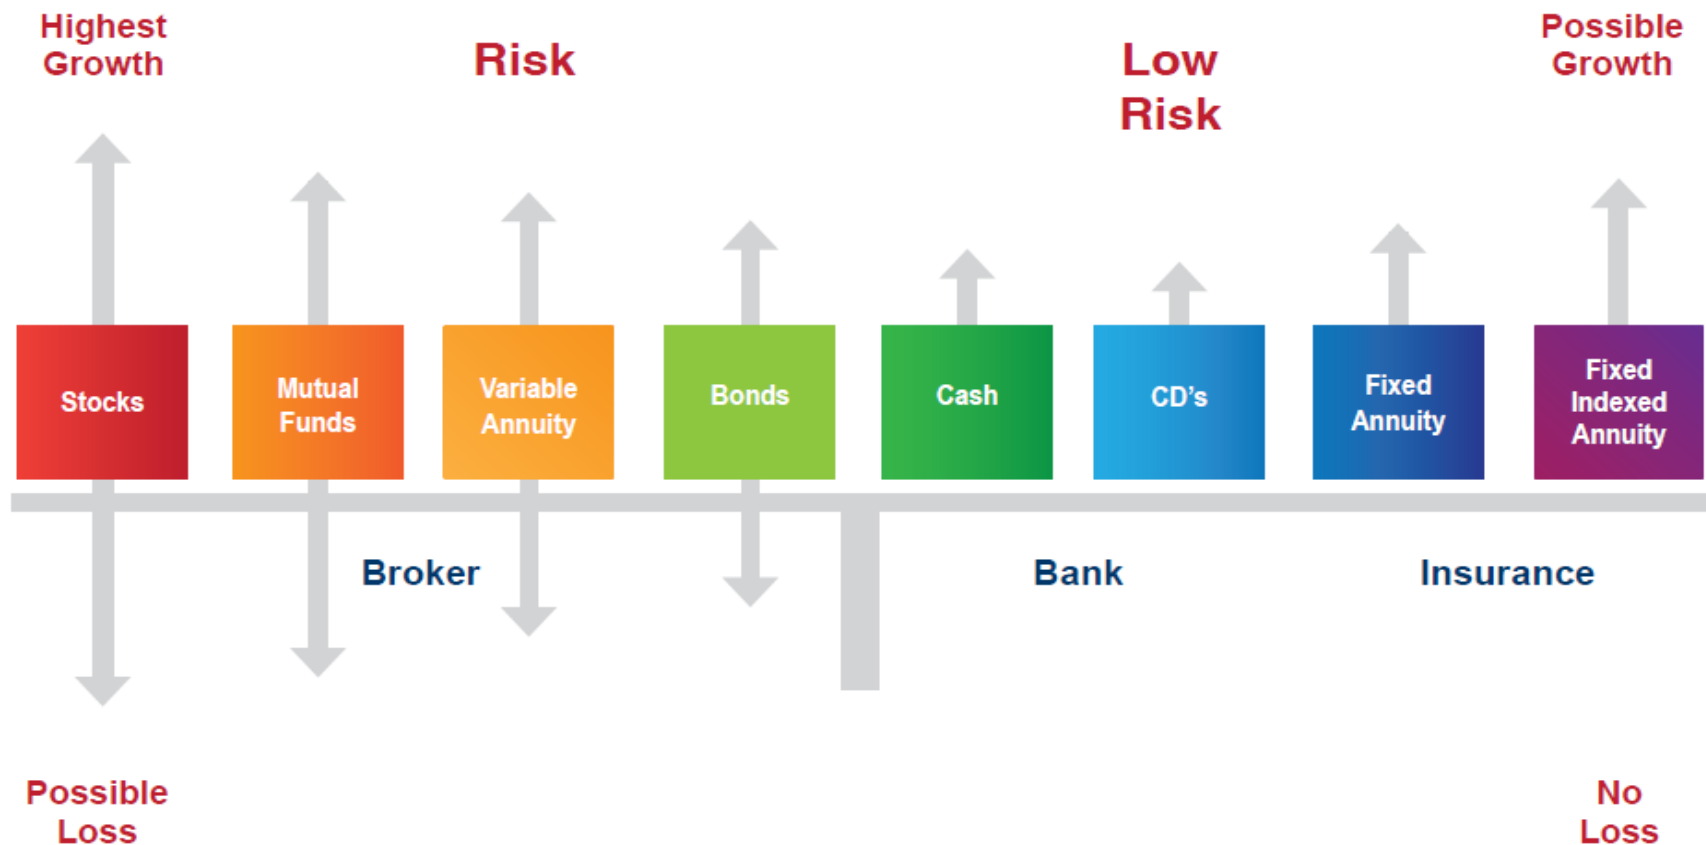 Highest
Growth
Risk
Low
Risk
Possible
Growth
Stocks
Mutual
Funds
Variable
Annuity
Bonds
Cash
CD's
Fixed
Annuity
Fixed
Indexed
Annuity
Broker
Bank
Insurance
Possible
Loss
No
Loss